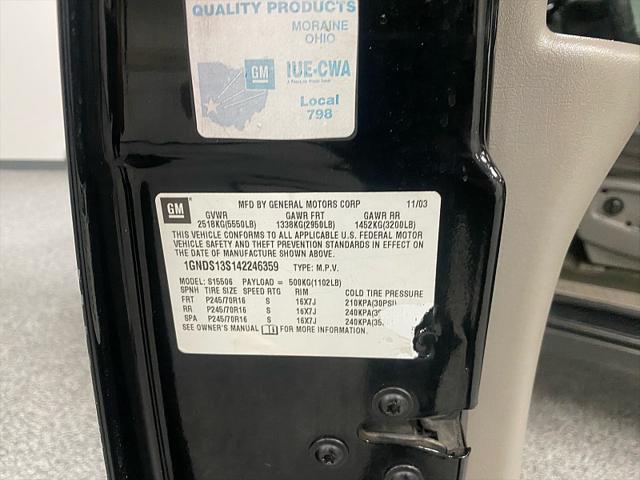 QUALITY PRODUCTS
MORAINE
OHIO
GM IUE-CWA
Local
798
GM
MFD BY GENERAL MOTORS CORP 11/03
GVWR GAWR FRT GAWR RR
2518KG(5550LB) 1338KG(2950LB) 1452KG(3200LB)
THIS VEHICLE CONFORMS TO ALL APPLICABLE U.S. FEDERAL MOTOR
VEHICLE SAFETY AND THEFT PREVENTION STANDARDS IN EFFECT ON
THE DATE OF MANUFACTURE SHOWN ABOVE.
1GNDS13S142246359 TYPE: M.P.V.
MODEL: S15506 PAYLOAD = 500KG(1102LB)
SPNH TIRE SIZE SPEED RTG RIM COLD TIRE PRESSURE
FRT P245/70R16 S 16X7J 210KPA(30PSI
RR P245/70R16 S 16X7J 240KPA(3
SPA P245/70R16 S 16X7J 240KPA(35
SEE OWNER'S MANUAL FOR MORE INFORMATION.